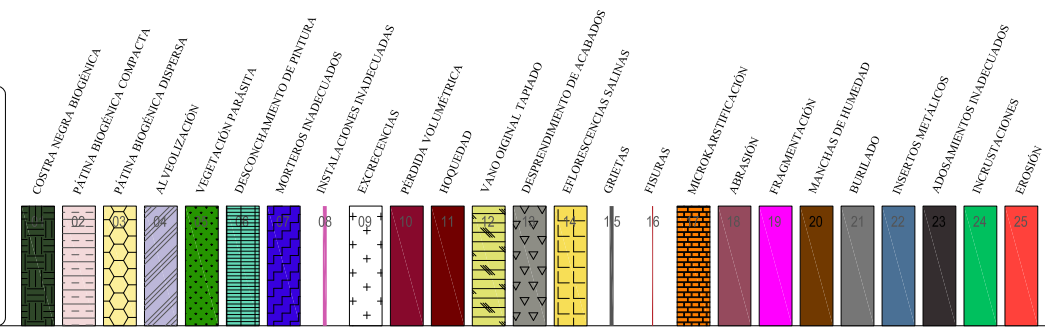 COSTRA NEGRA BIOGÉNICA
PÁTINA BIOGÉNICA COMPACTA
PÁTINA BIOGÉNICA DISPERSA
ALVEOLIZACIÓN
VEGETACIÓN PARÁSITA
DESCONCHAMIENTO DE PINTURA
MORTEROS INADECUADOS
INSTALACIONES INADECUADAS
EXCRECENCIAS
PÉRDIDA VOLUMÉTRICA
HOQUEDAD
VANO OIGINAL TAPIADO
DESPRENDIMIENTO DE ACABADOS
EFLORESCENCIAS SALINAS
GRIETAS
FISURAS
MICROKARSTIFICACIÓN
ABRASIÓN
FRAGMENTACIÓN
MANCHAS DE HUMEDAD
BURILADO
INSERTOS METÁLICOS
ADOSAMIENTOS INADECUADOS
INCRUSTACIONES
EROSIÓN
02 03 04 06 08 09 10 11 12 13 14 15 16 18 19 20 21 22 23 24 25